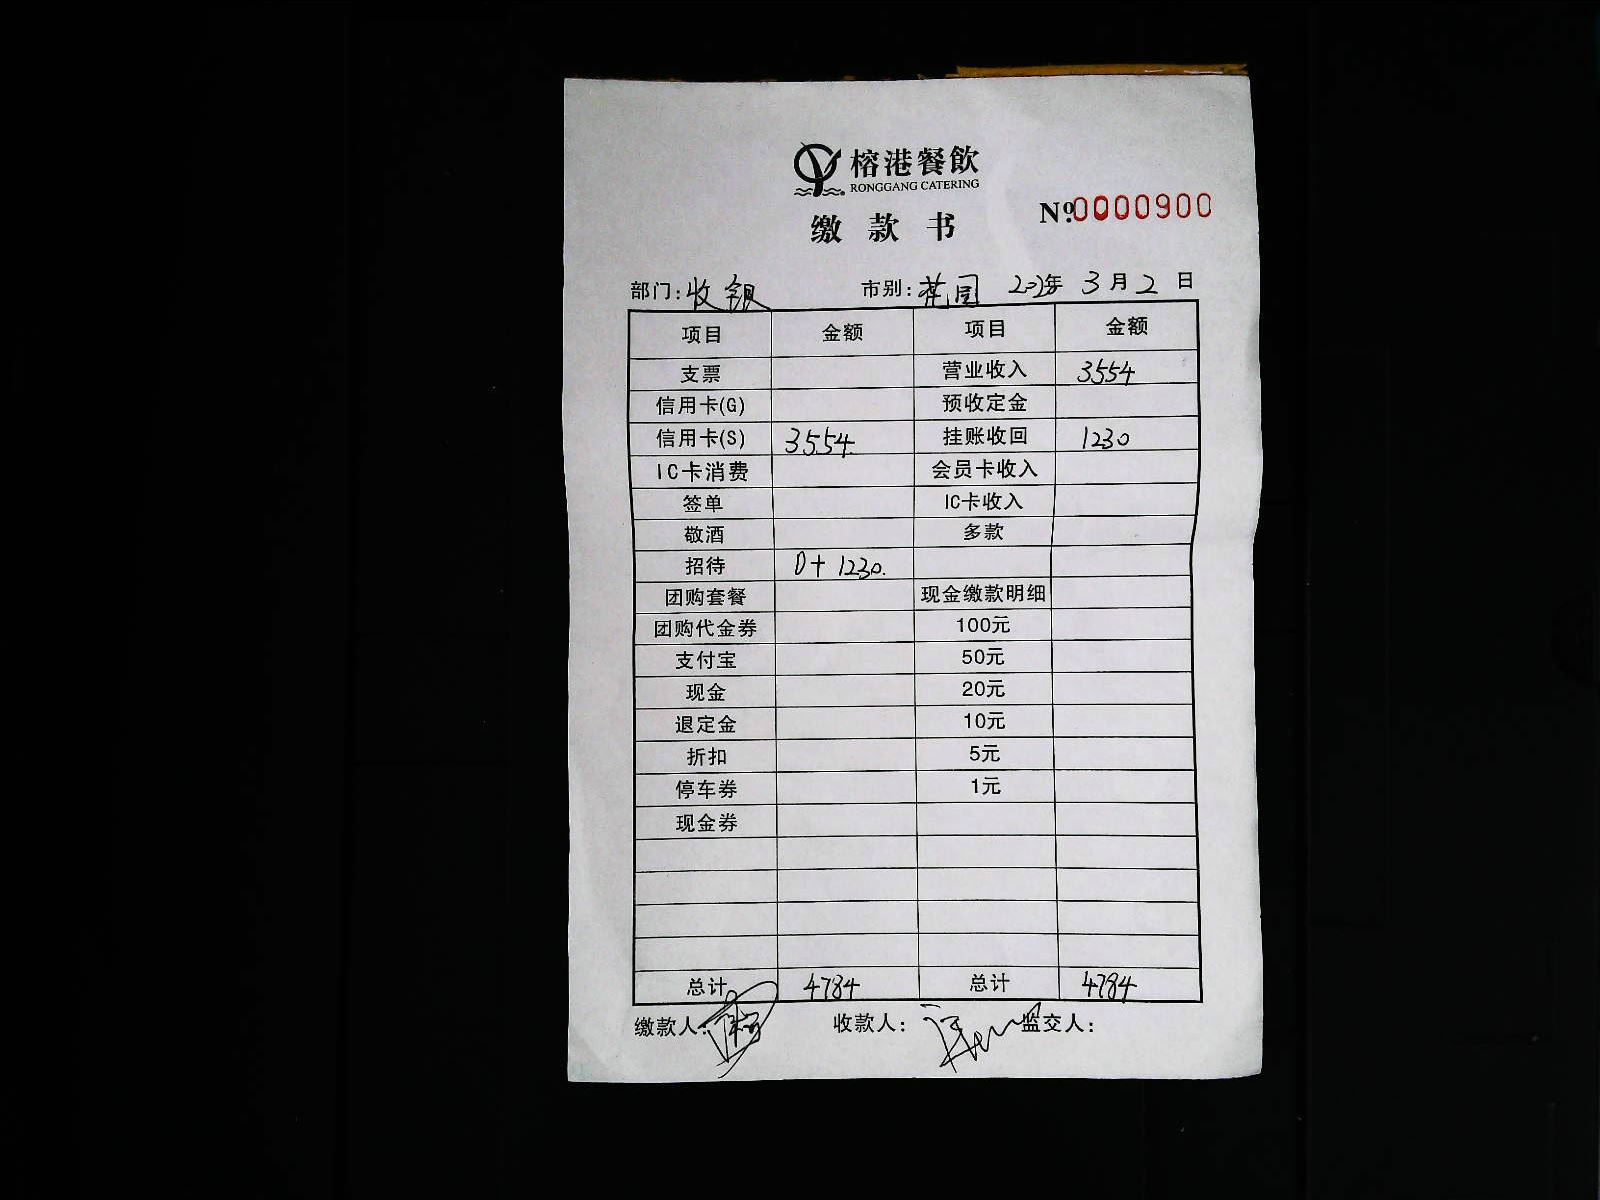 榕港餐飲
RONGGANG CATERING
缴款书
Nº.0000900
部门:收银 市别:花园 3月2日
项目 金额 项目 金额
支票 营业收入 3554
信用卡(G) 预收定金
信用卡(S) 3554. 挂账收回 1230
IC卡消费 会员卡收入
签单 IC卡收入
敬酒 多款
招待 0+ 1230.
团购套餐 现金缴款明细
团购代金券 100元
支付宝 50元
现金 20元
退定金 10元
折扣 5元
停车券 1元
现金券
总计 4784 总计 4784
缴款人: 收款人: 监交人: